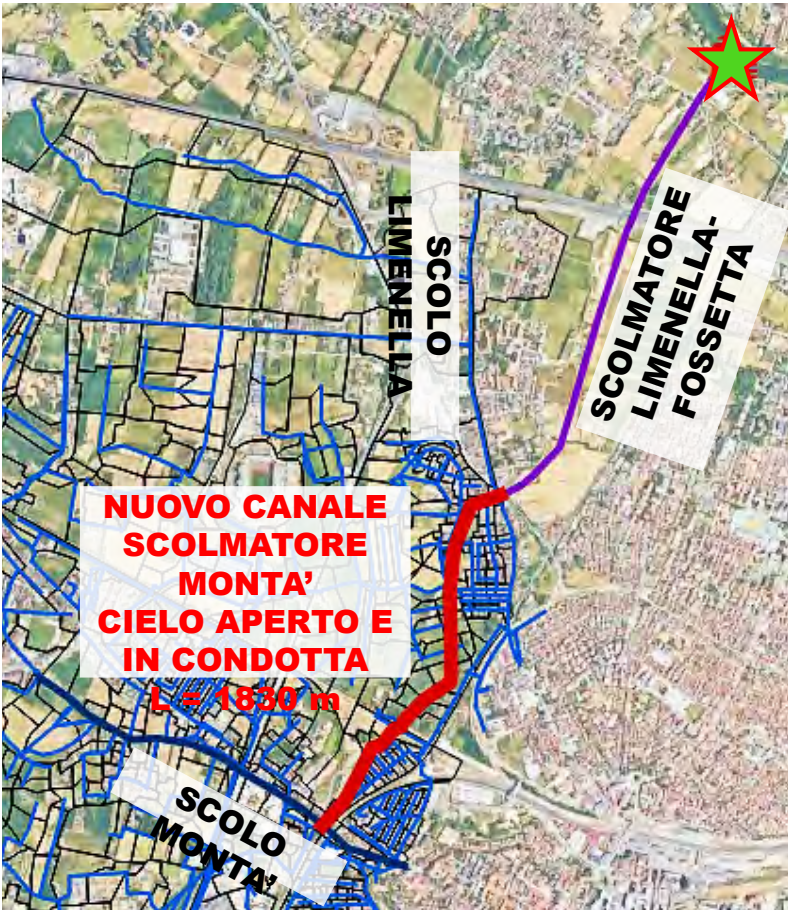 SCOLO
LIMENELLA
SCOLMATORE
LIMENELLA-
FOSSETTA
NUOVO CANALE
SCOLMATORE
MONTA'
CIELO APERTO E
IN CONDOTTA
L = 1830 m
SCOLO
MONTA'